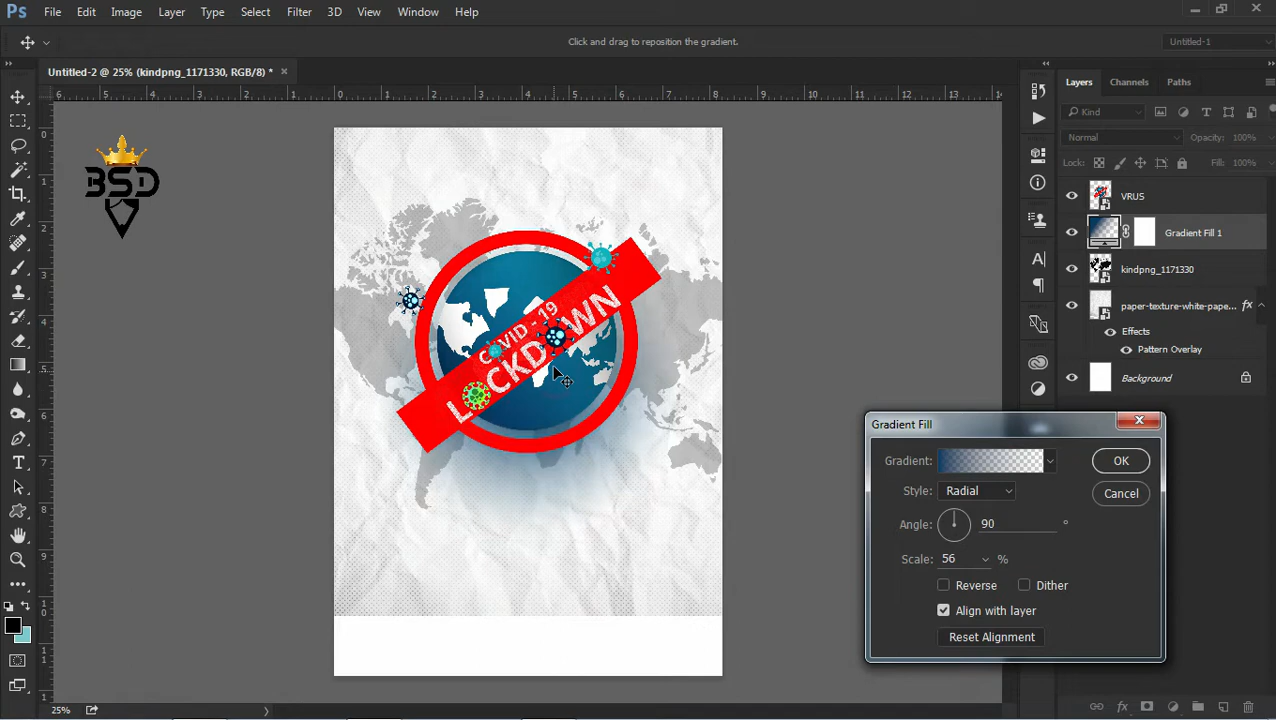 Ps File Edit Image Layer Type Select Filter 3D View Window Help
Click and drag to reposition the gradient.
Untitled-1
Untitled-2 @ 25% (kindpng_1171330, RGB/8) *
Layers Channels Paths
Kind
Normal Opacity: 100%
Lock: Fill: 100%
VRUS
Gradient Fill 1
kindpng_1171330
paper-texture-white-pape... fx
Effects
Pattern Overlay
Background
BSD
COVID - 19
LOCKDOWN
Gradient Fill
Gradient:
OK
Style: Radial
Cancel
Angle: 90 °
Scale: 56 %
Reverse Dither
Align with layer
Reset Alignment
25%